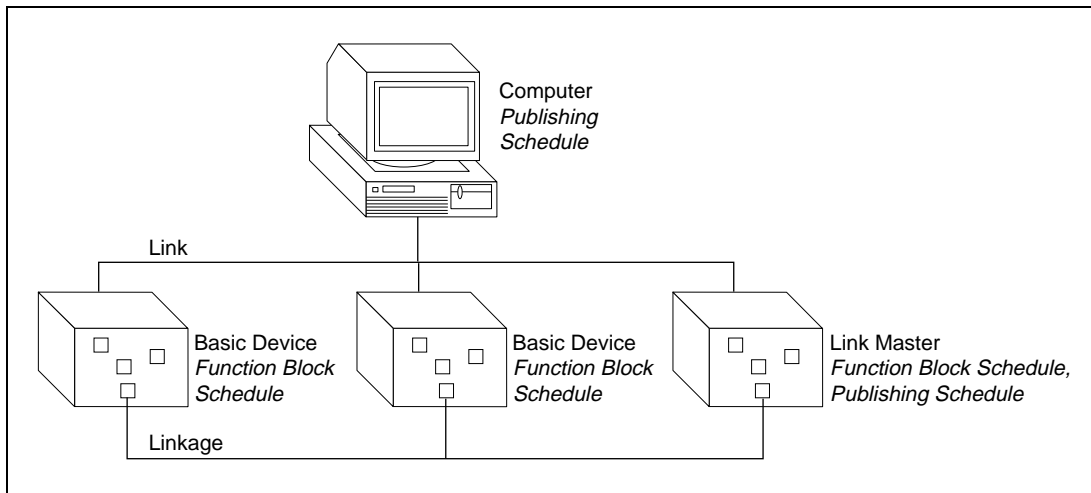 Computer
Publishing
Schedule
Link
Basic Device
Function Block
Schedule
Basic Device
Function Block
Schedule
Link Master
Function Block Schedule,
Publishing Schedule
Linkage